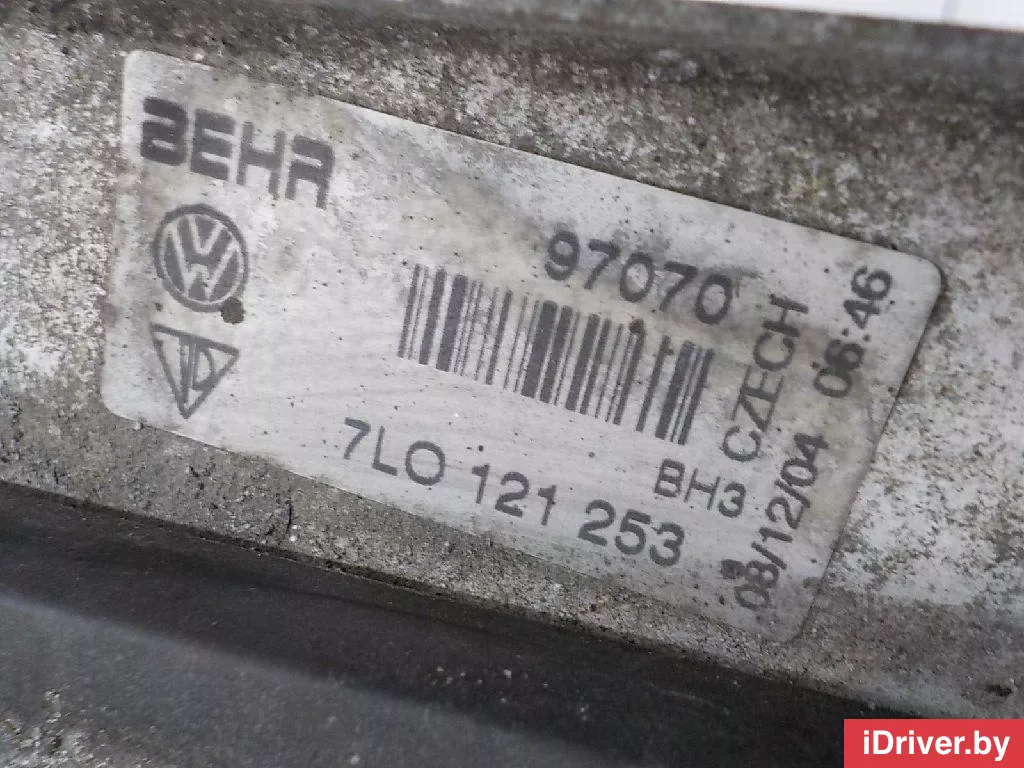 BEHR
97070
7L0 121 253
BH3
CZECH
08/12/04 06:46
iDriver.by